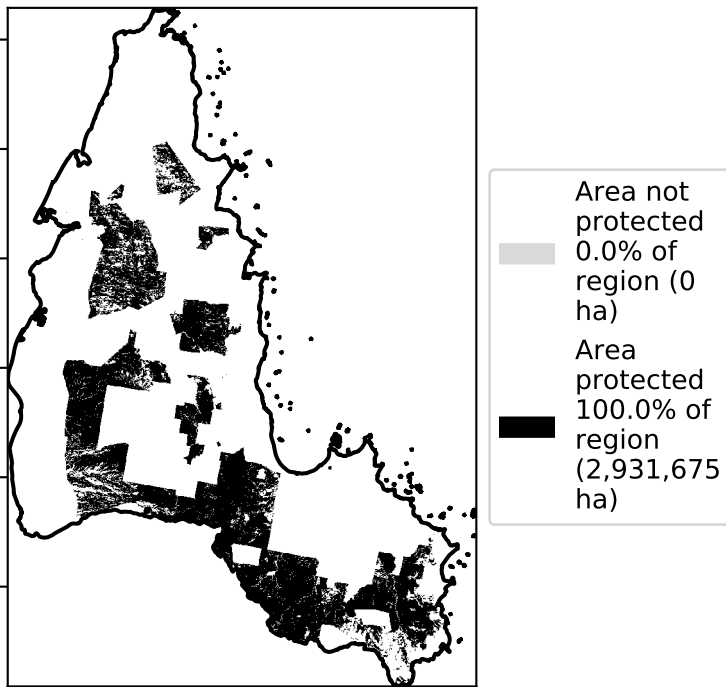 Area not
protected
0.0% of
region (0
ha)
Area
protected
100.0% of
region
(2,931,675
ha)